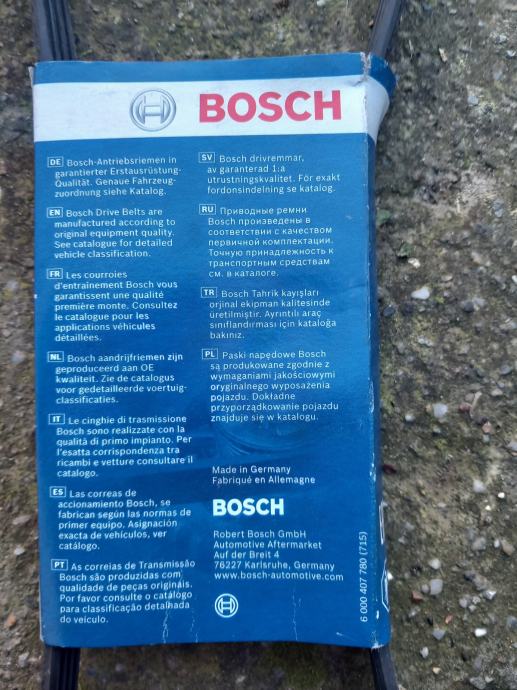 BOSCH
DE Bosch-Antriebsriemen in
garantierter Erstausrüstung-
Qualität. Genaue Fahrzeug-
zuordnung siehe Katalog.
EN Bosch Drive Belts are
manufactured according to
original equipment quality.
See catalogue for detailed
vehicle classification.
FR Les courroies
d'entraînement Bosch vous
garantissent une qualité
première monte. Consultez
le catalogue pour les
applications véhicules
détaillées.
NL Bosch aandrijfriemen zijn
geproduceerd aan OE
kwaliteit. Zie de catalogus
voor gedetailleerde voertuig-
classificaties.
IT Le cinghie di trasmissione
Bosch sono realizzate con la
qualità di primo impianto. Per
l'esatta corrispondenza tra
ricambi e vetture consultare il
catalogo.
ES Las correas de
accionamiento Bosch, se
fabrican según las normas de
primer equipo. Asignación
exacta de vehículos, ver
catálogo.
PT As correias de Transmissão
Bosch são produzidas com
qualidade de peças originais.
Por favor consulte o catálogo
para classificação detalhada
do veículo.
SV Bosch drivremmar,
av garanterad 1:a
utrustningskvalitet. För exakt
fordonsindelning se katalog.
RU Приводные ремни
Bosch произведены в
соответствии с качеством
первичной комплектации.
Точную принадлежность к
транспортным средствам
см. в каталоге.
TR Bosch Tahrik kayışları
orjinal ekipman kalitesinde
üretilmiştir. Ayrıntılı araç
sınıflandırması için kataloğa
bakınız.
PL Paski napędowe Bosch
są produkowane zgodnie z
wymaganiami jakościowymi
oryginalnego wyposażenia
pojazdu. Dokładne
przyporządkowanie pojazdu
znajduje się w katalogu.
Made in Germany
Fabriqué en Allemagne
BOSCH
Robert Bosch GmbH
Automotive Aftermarket
Auf der Breit 4
76227 Karlsruhe, Germany
www.bosch-automotive.com
6 000 407 780 (715)